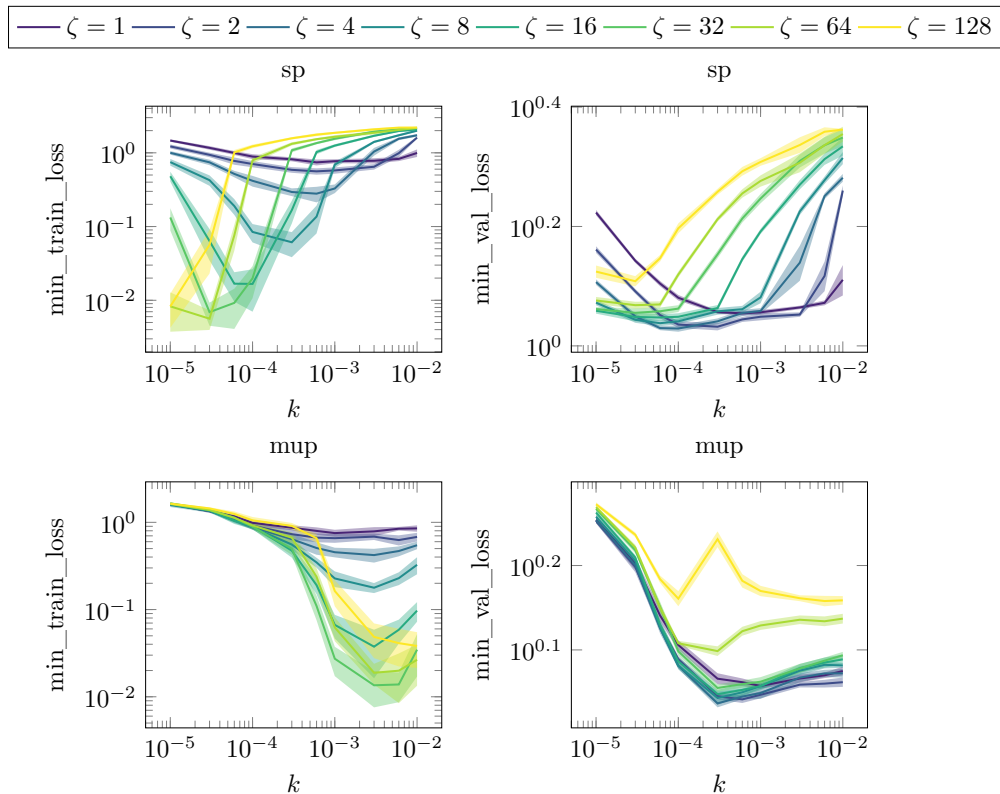 ζ = 1 ζ = 2 ζ = 4 ζ = 8 ζ = 16 ζ = 32 ζ = 64 ζ = 128
sp sp
min_train_loss
10^0
10^{-1}
10^{-2}
10^{-5} 10^{-4} 10^{-3} 10^{-2}
k
min_val_loss
10^{0.4}
10^{0.2}
10^0
10^{-5} 10^{-4} 10^{-3} 10^{-2}
k
mup mup
min_train_loss
10^0
10^{-1}
10^{-2}
10^{-5} 10^{-4} 10^{-3} 10^{-2}
k
min_val_loss
10^{0.2}
10^{0.1}
10^{-5} 10^{-4} 10^{-3} 10^{-2}
k